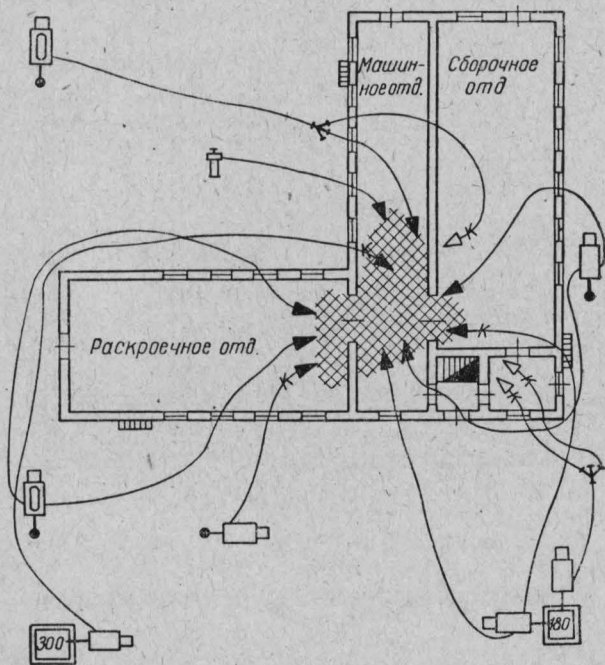 Машин-
ное отд.
Сборочное
отд
Раскроечное отд.
300
180